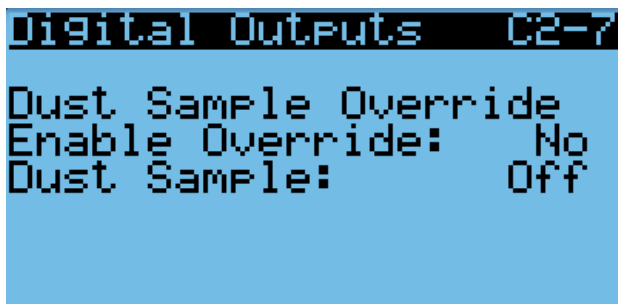 Digital Outputs C2-7
Dust Sample Override
Enable Override: No
Dust Sample: Off